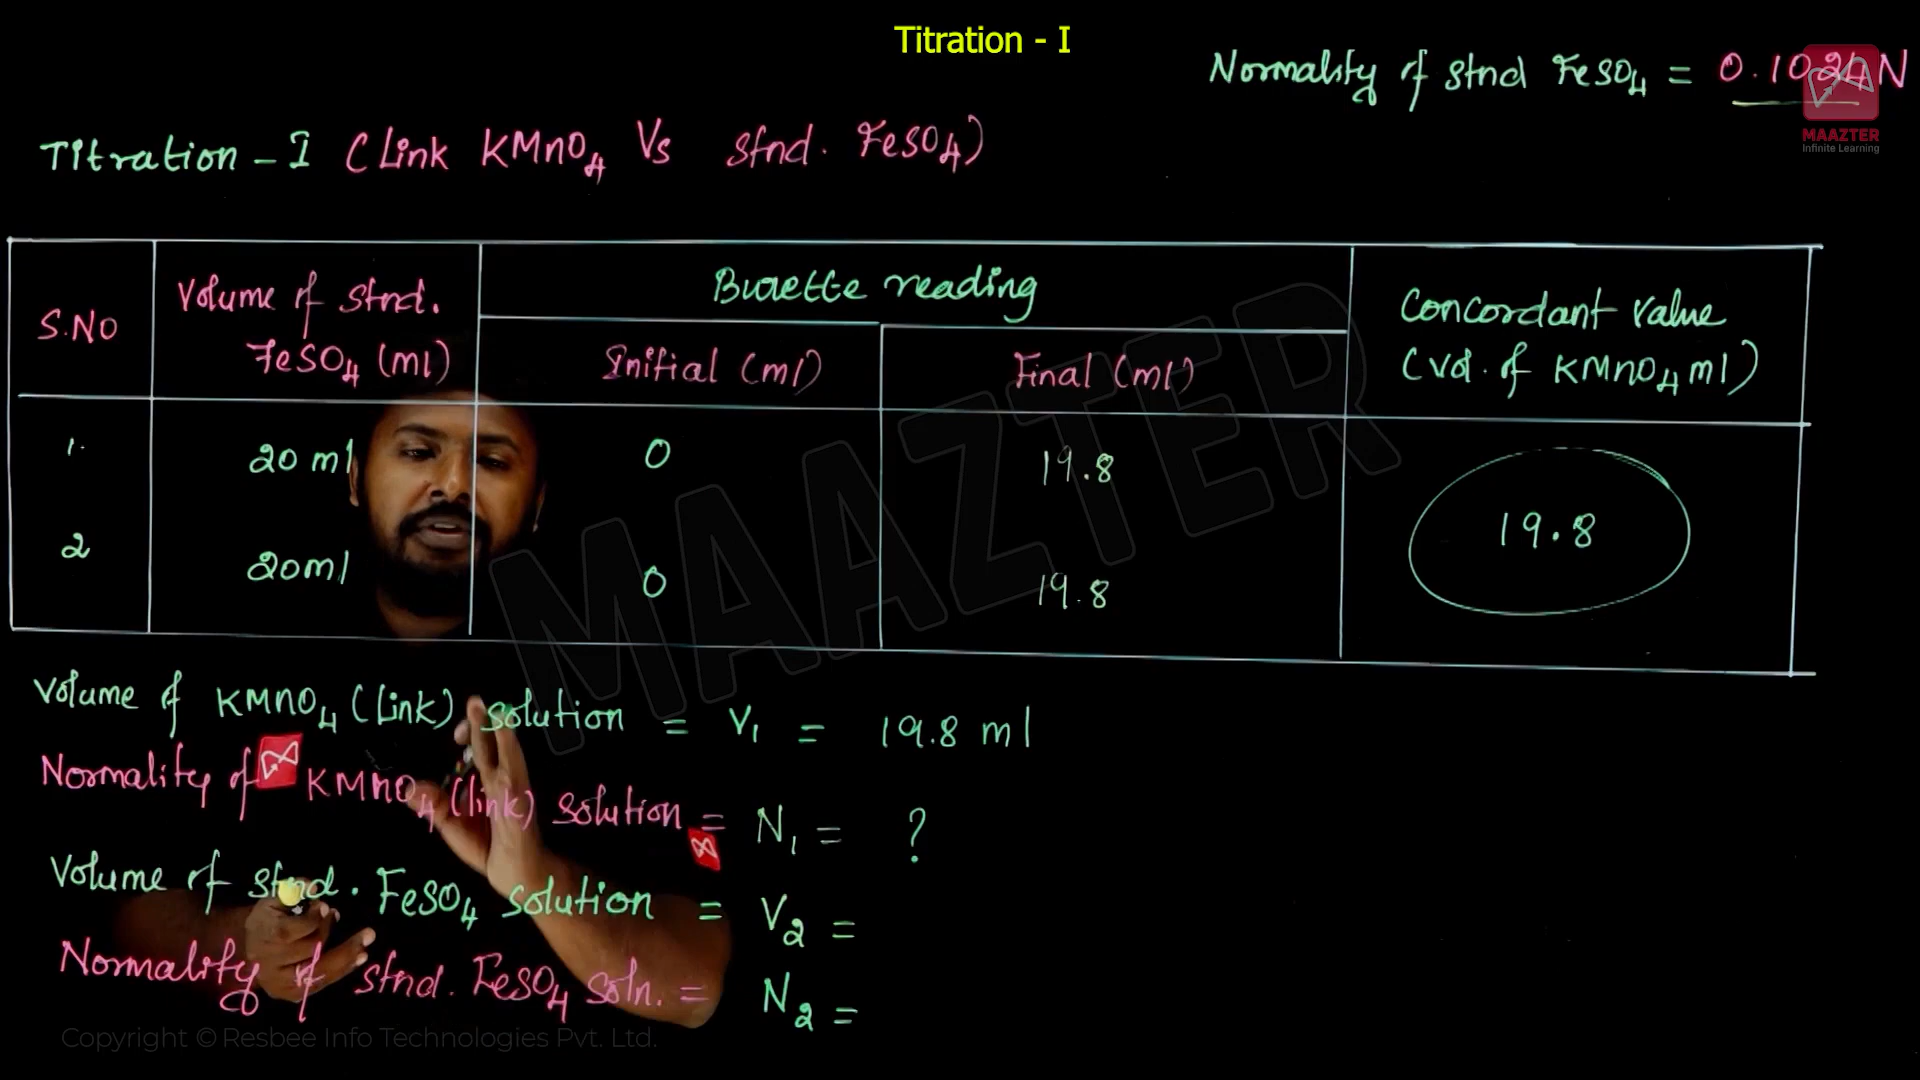 Titration - I
Normality of stnd FeSO4 = 0.1024 N
MAAZTER
Infinite Learning
Titration - I (Link KMnO4 Vs stnd. FeSO4)
S.NO
Volume of stnd. FeSO4 (ml)
Burette reading
Initial (ml)
Final (ml)
Concordant value
(vol. of KMnO4 ml)
1. 20 ml 0 19.8
19.8
2 20ml 0 19.8
MAAZTER
Volume of KMnO4 (Link) solution = V1 = 19.8 ml
Normality of KMnO4 (link) solution = N1 = ?
Volume of stnd. FeSO4 solution = V2 =
Normality of stnd. FeSO4 soln. = N2 =
Copyright © Resbee Info Technologies Pvt. Ltd.